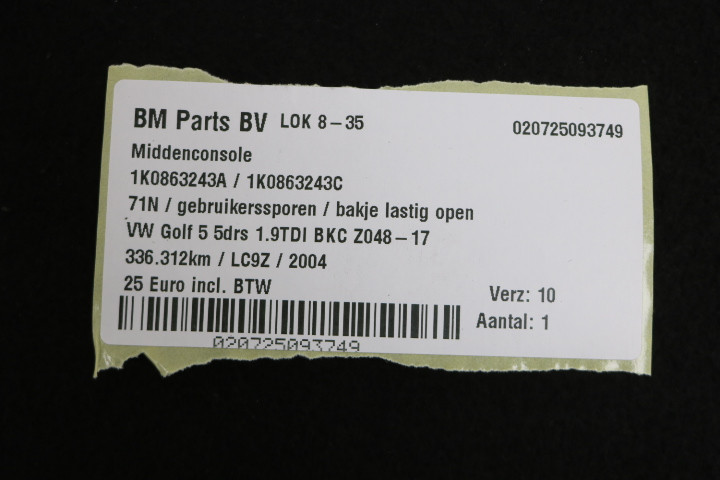 BM Parts BV LOK 8-35 020725093749
Middenconsole
1K0863243A / 1K0863243C
71N / gebruikerssporen / bakje lastig open
VW Golf 5 5drs 1.9TDI BKC Z048-17
336.312km / LC9Z / 2004
25 Euro incl. BTW
Verz: 10
Aantal: 1
020725093749